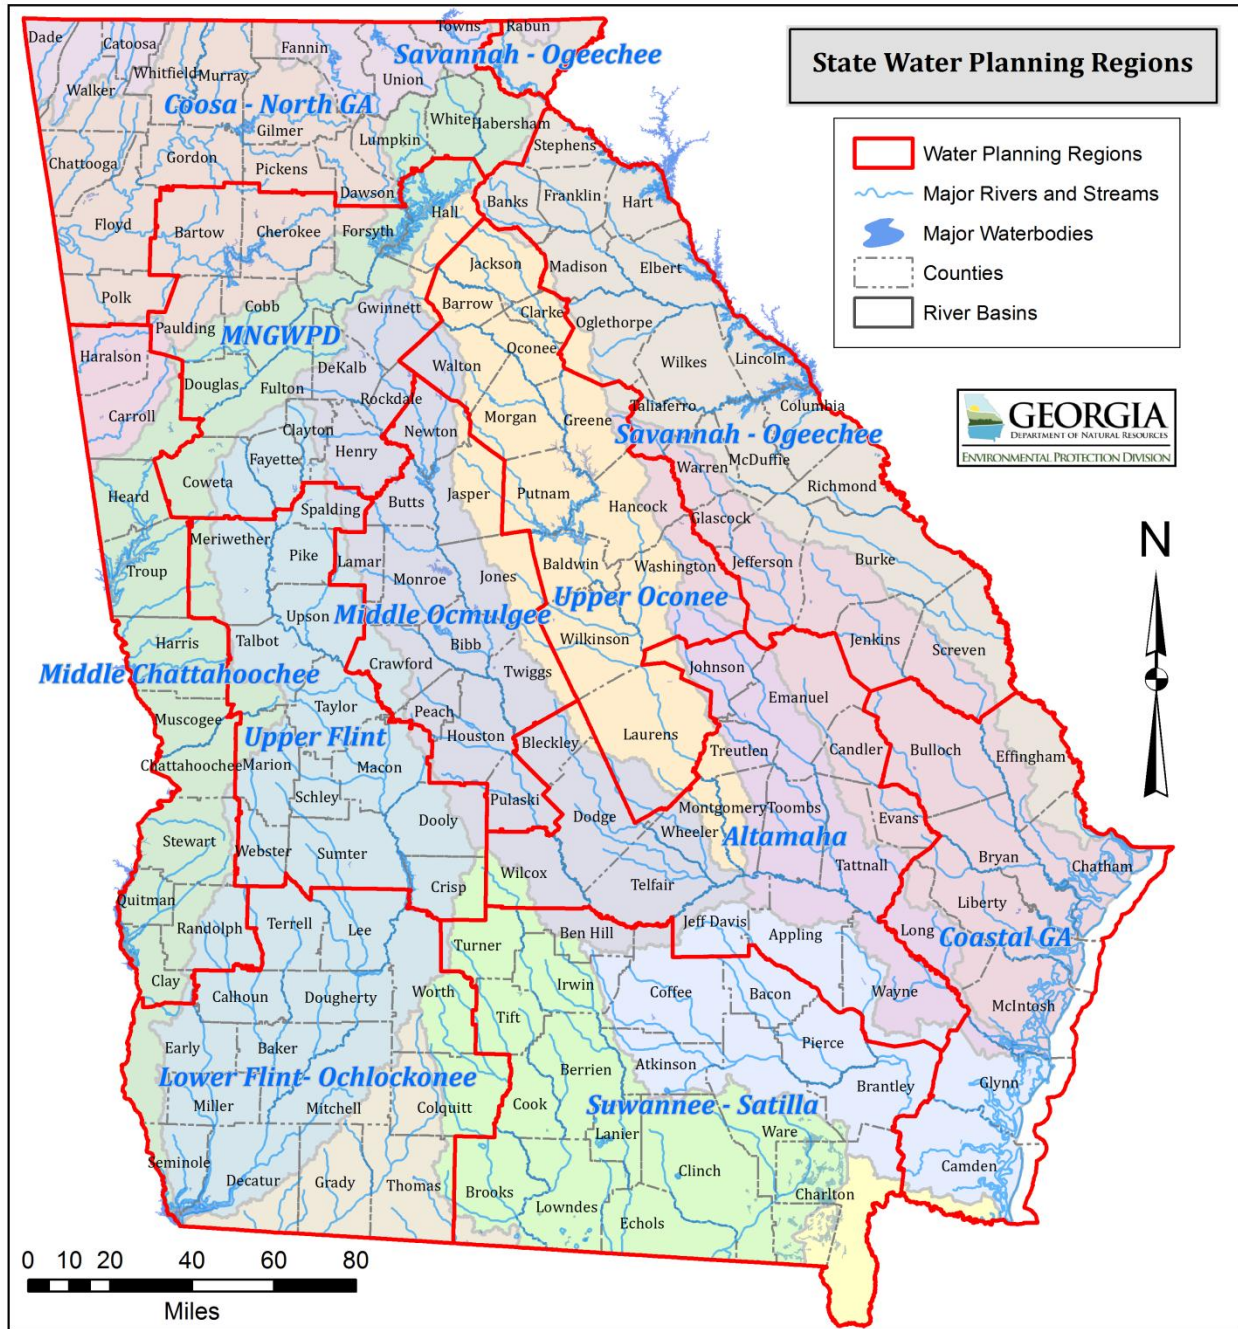 State Water Planning Regions
Water Planning Regions
Major Rivers and Streams
Major Waterbodies
Counties
River Basins
GEORGIA
DEPARTMENT OF NATURAL RESOURCES
ENVIRONMENTAL PROTECTION DIVISION
N
Towns
Rabun
Dade
Catoosa
Fannin
Savannah - Ogeechee
Whitfield
Murray
Union
Walker
Coosa - North GA
White
Habersham
Gilmer
Lumpkin
Stephens
Chattooga
Gordon
Pickens
Dawson
Banks
Franklin
Hart
Hall
Floyd
Bartow
Cherokee
Forsyth
Jackson
Madison
Elbert
Polk
Cobb
Gwinnett
Barrow
Clarke
Oglethorpe
Paulding
MNGWPD
Oconee
Haralson
DeKalb
Walton
Wilkes
Lincoln
Douglas
Fulton
Rockdale
Taliaferro
Columbia
Carroll
Morgan
Greene
Clayton
Newton
Savannah - Ogeechee
Fayette
Henry
Warren
McDuffie
Coweta
Heard
Butts
Jasper
Putnam
Richmond
Spalding
Hancock
Glascock
Meriwether
Pike
Lamar
Monroe
Jones
Baldwin
Washington
Jefferson
Burke
Troup
Upson
Middle Ocmulgee
Upper Oconee
Harris
Talbot
Bibb
Wilkinson
Jenkins
Screven
Middle Chattahoochee
Crawford
Twiggs
Johnson
Emanuel
Muscogee
Taylor
Peach
Upper Flint
Houston
Bleckley
Laurens
Treutlen
Candler
Bulloch
Effingham
Chattahoochee
Marion
Macon
Schley
Pulaski
Dodge
Montgomery
Toombs
Evans
Dooly
Wheeler
Altamaha
Stewart
Webster
Sumter
Tattnall
Bryan
Chatham
Crisp
Wilcox
Telfair
Quitman
Liberty
Randolph
Terrell
Lee
Ben Hill
Jeff Davis
Appling
Long
Coastal GA
Turner
Clay
Calhoun
Dougherty
Worth
Irwin
Coffee
Bacon
Wayne
McIntosh
Tift
Early
Baker
Pierce
Lower Flint- Ochlockonee
Berrien
Atkinson
Brantley
Glynn
Miller
Mitchell
Colquitt
Cook
Suwannee - Satilla
Lanier
Ware
Seminole
Decatur
Grady
Thomas
Brooks
Clinch
Camden
Charlton
Lowndes
Echols
0 10 20 40 60 80
Miles